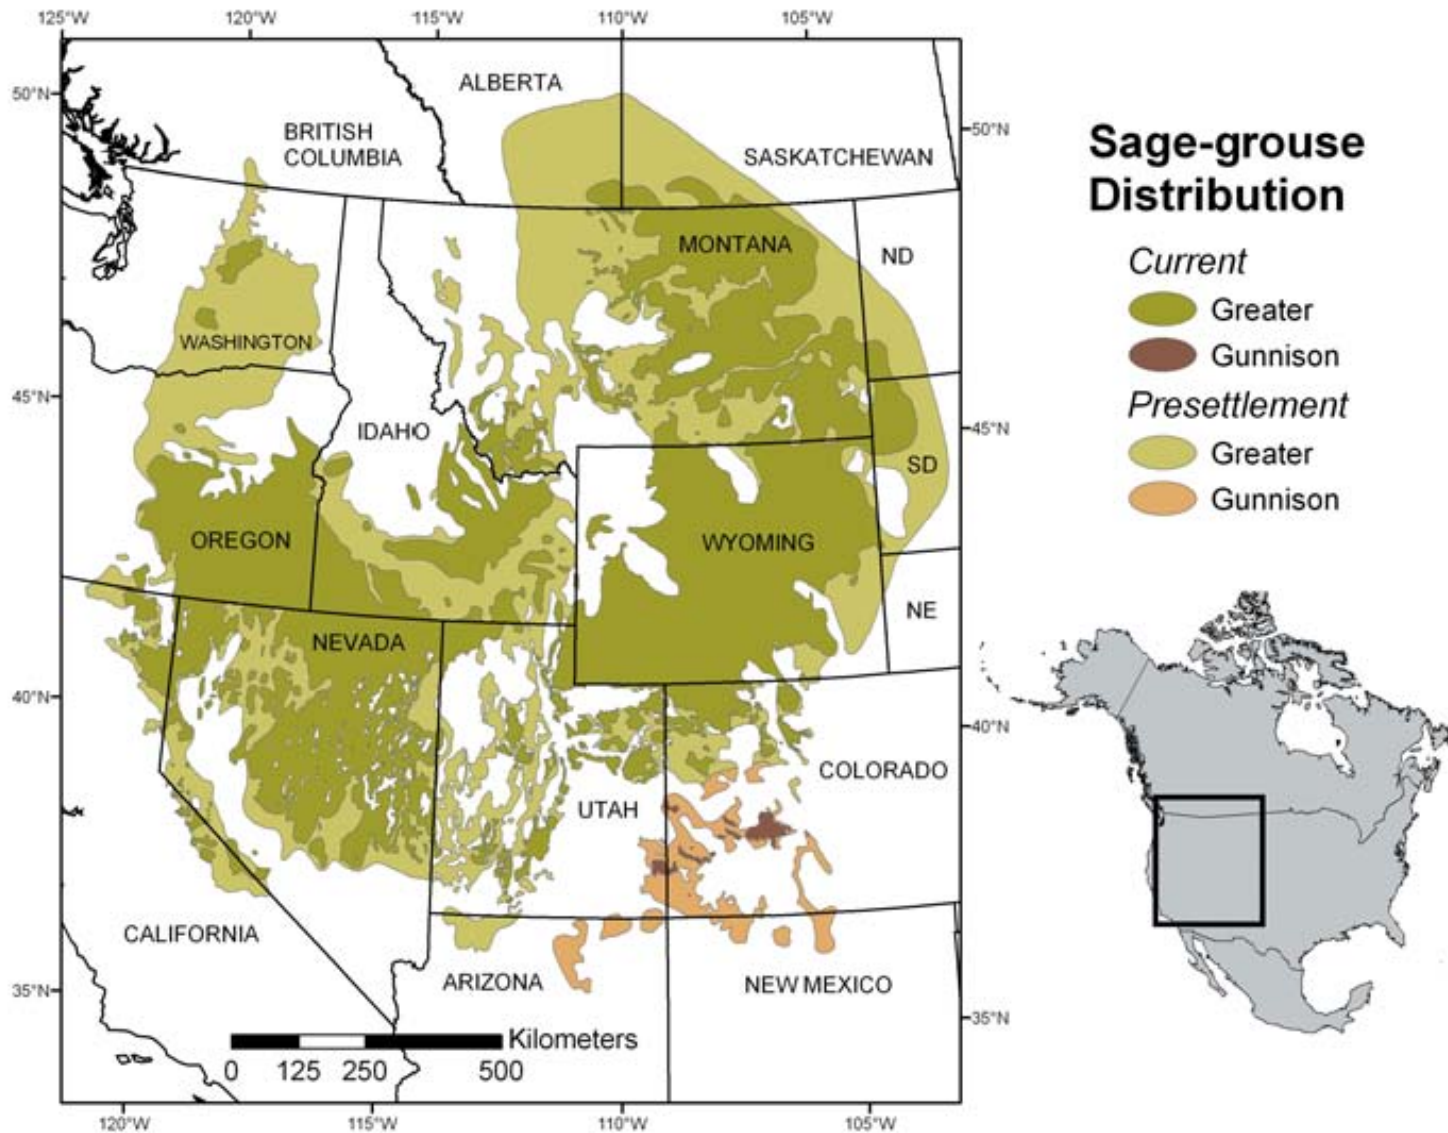 125°W 120°W 115°W 110°W 105°W
50°N
ALBERTA
BRITISH
COLUMBIA
SASKATCHEWAN
50°N
Sage-grouse
Distribution
MONTANA
ND
Current
Greater
Gunnison
WASHINGTON
45°N
IDAHO
45°N
Presettlement
Greater
Gunnison
SD
OREGON
WYOMING
NE
NEVADA
40°N
40°N
UTAH
COLORADO
CALIFORNIA
ARIZONA
NEW MEXICO
35°N
35°N
Kilometers
0 125 250 500
120°W 115°W 110°W 105°W